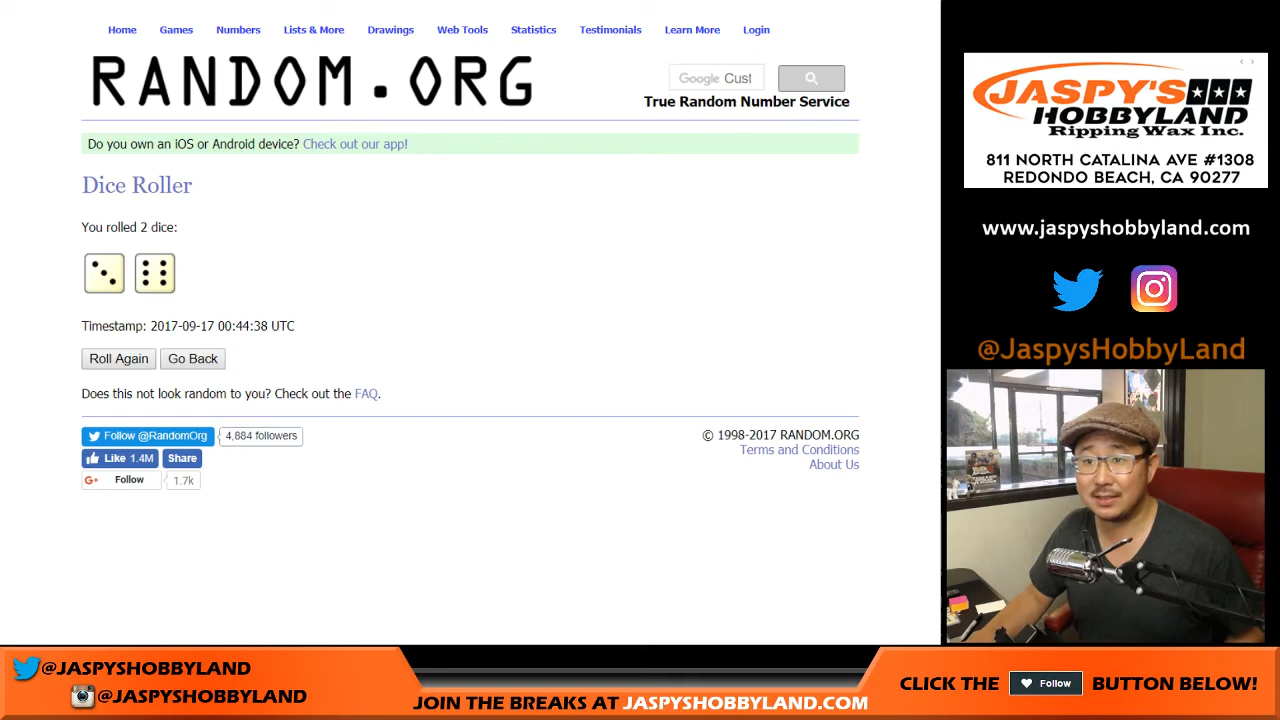 Home Games Numbers Lists & More Drawings Web Tools Statistics Testimonials Learn More Login
RANDOM.ORG
Google Cust
True Random Number Service
Do you own an iOS or Android device? Check out our app!
Dice Roller
You rolled 2 dice:
Timestamp: 2017-09-17 00:44:38 UTC
Roll Again Go Back
Does this not look random to you? Check out the FAQ.
Follow @RandomOrg 4,884 followers
Like 1.4M Share
G+ Follow 1.7k
© 1998-2017 RANDOM.ORG
Terms and Conditions
About Us
JASPY'S
HOBBYLAND
Ripping Wax Inc.
811 NORTH CATALINA AVE #1308
REDONDO BEACH, CA 90277
www.jaspyshobbyland.com
@JaspysHobbyLand
@JASPYSHOBBYLAND
@JASPYSHOBBYLAND
JOIN THE BREAKS AT JASPYSHOBBYLAND.COM
CLICK THE Follow BUTTON BELOW!